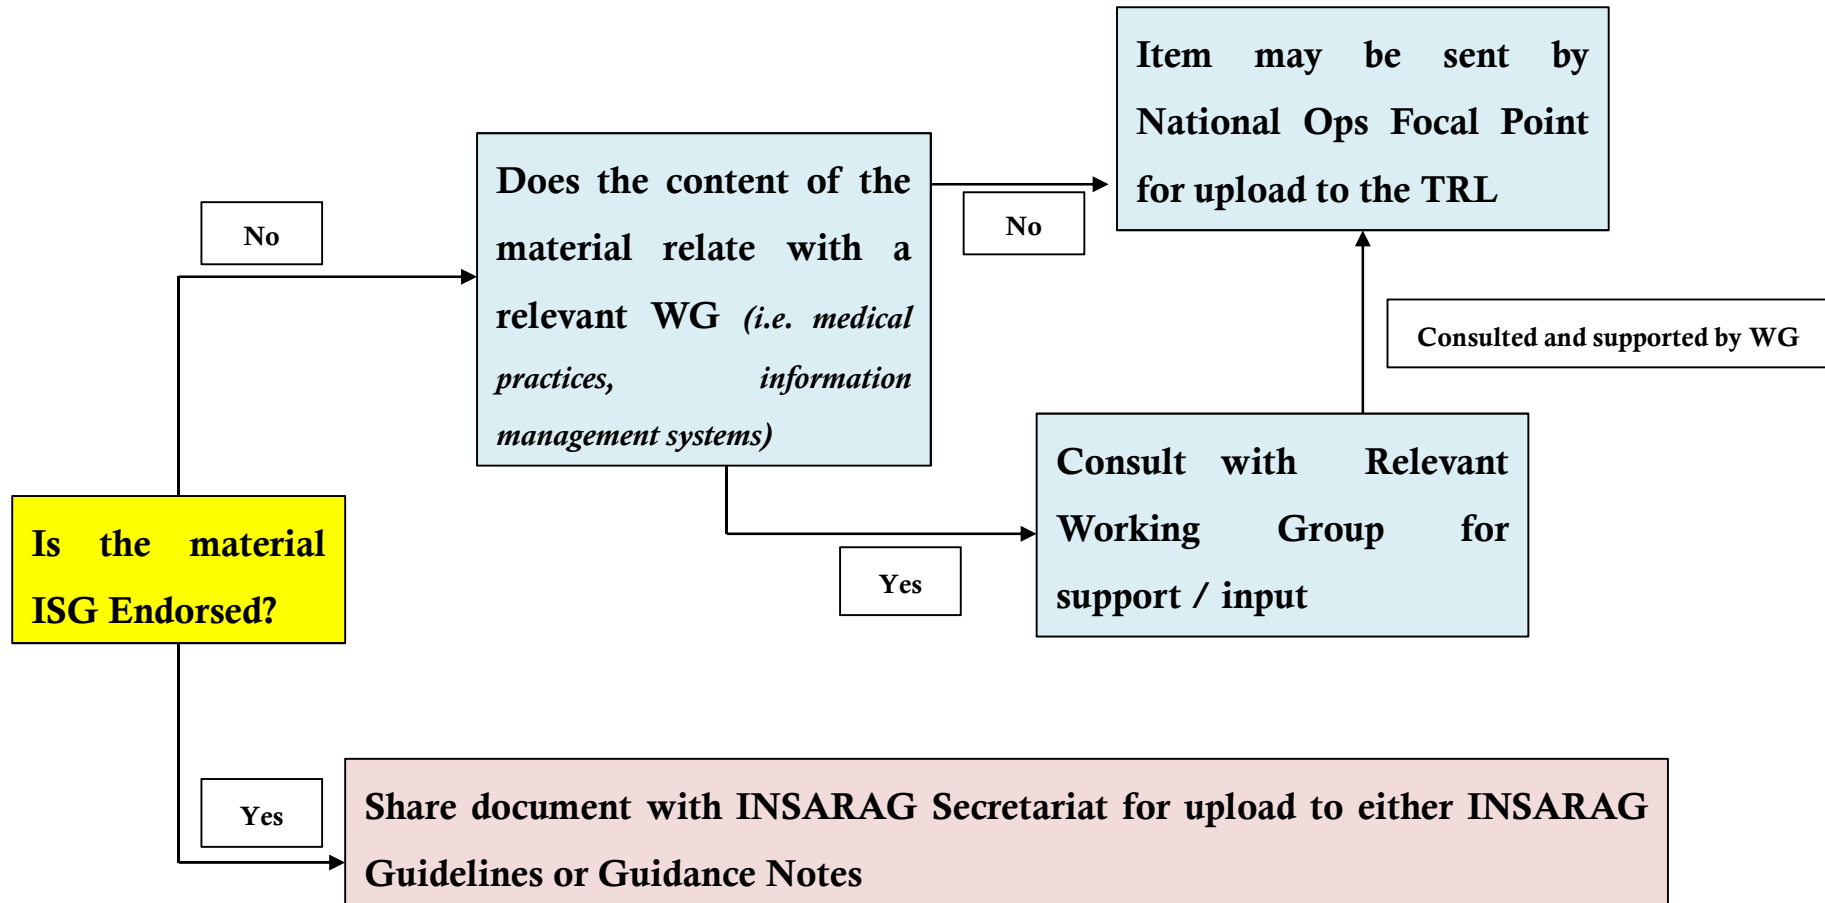 Item may be sent by
National Ops Focal Point
for upload to the TRL
Does the content of the
material relate with a
relevant WG (i.e. medical
practices, information
management systems)
No
No
Consulted and supported by WG
Consult with Relevant
Working Group for
support / input
Is the material
ISG Endorsed?
Yes
Yes
Share document with INSARAG Secretariat for upload to either INSARAG
Guidelines or Guidance Notes